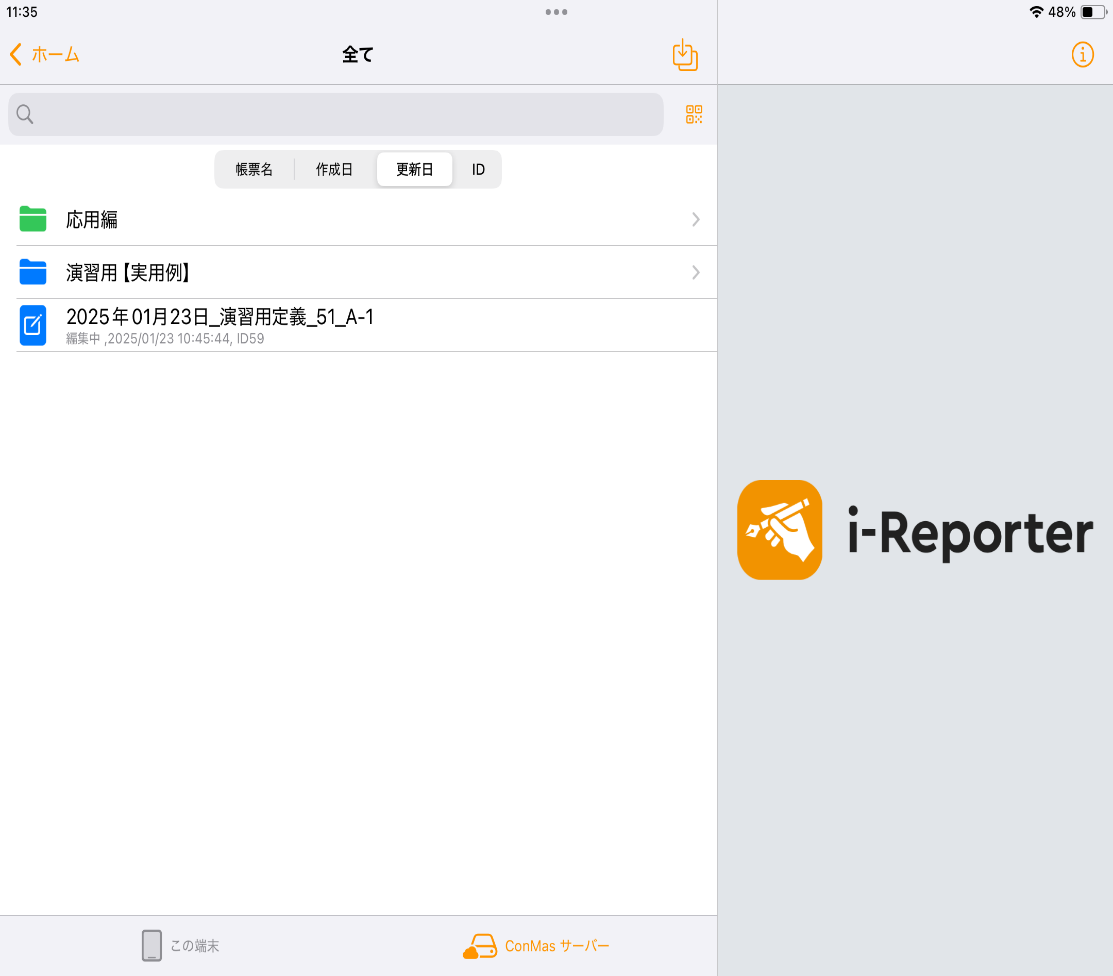 11:35
48%
ホーム
全て
帳票名 作成日 更新日 ID
応用編
演習用【実用例】
2025年01月23日_演習用定義_51_A-1
編集中 ,2025/01/23 10:45:44, ID59
i-Reporter
この端末
ConMas サーバー